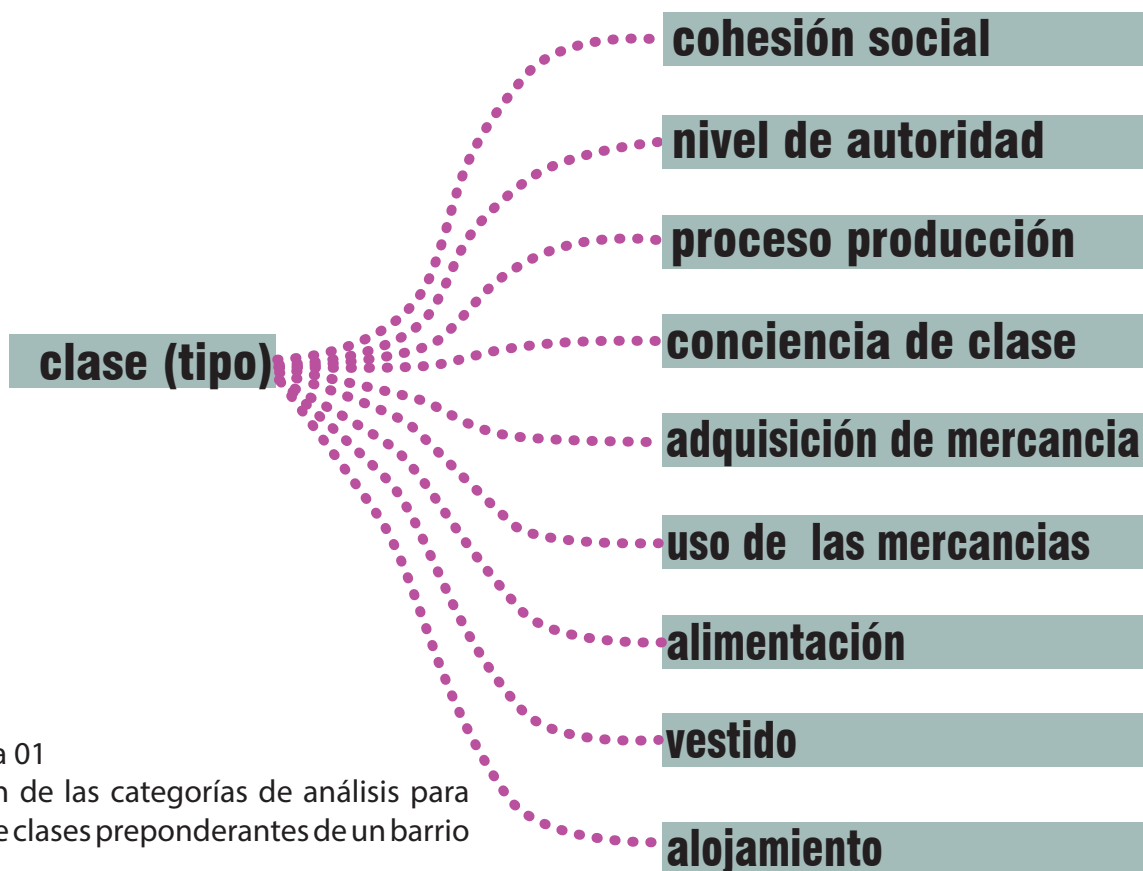 cohesión social
nivel de autoridad
proceso producción
conciencia de clase
clase (tipo)
adquisición de mercancia
uso de las mercancias
alimentación
vestido
alojamiento
01
de las categorías de análisis para
clases preponderantes de un barrio